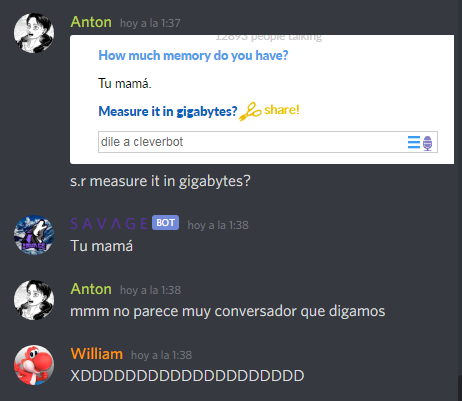 Anton hoy a la 1:37
12893 people talking
How much memory do you have?
Tu mamá.
Measure it in gigabytes? share!
dile a cleverbot
s.r measure it in gigabytes?
S A V Λ G E BOT hoy a la 1:38
Tu mamá
Anton hoy a la 1:38
mmm no parece muy conversador que digamos
William hoy a la 1:38
XDDDDDDDDDDDDDDDDDDDD